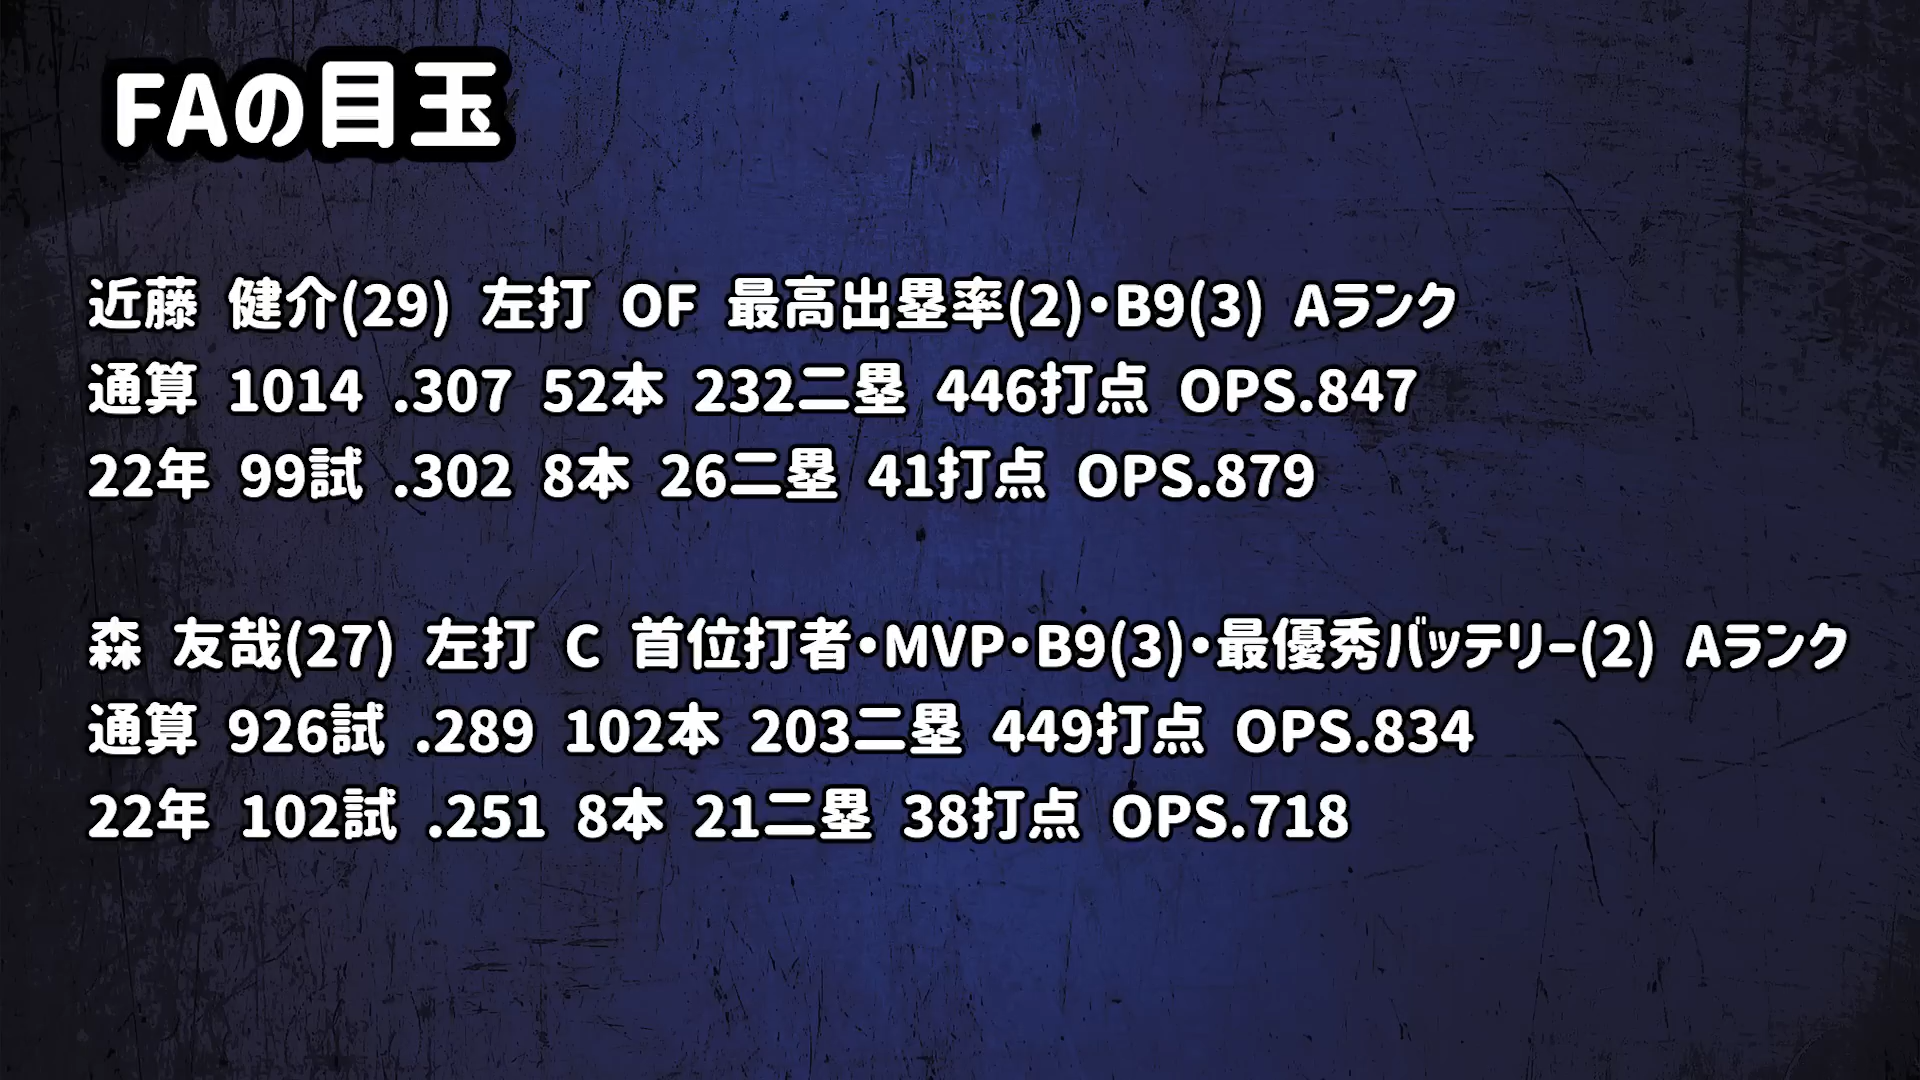 FAの目玉
近藤 健介(29) 左打 OF 最高出塁率(2)・B9(3) Aランク
通算 1014 .307 52本 232二塁 446打点 OPS.847
22年 99試 .302 8本 26二塁 41打点 OPS.879
森 友哉(27) 左打 C 首位打者・MVP・B9(3)・最優秀バッテリー(2) Aランク
通算 926試 .289 102本 203二塁 449打点 OPS.834
22年 102試 .251 8本 21二塁 38打点 OPS.718